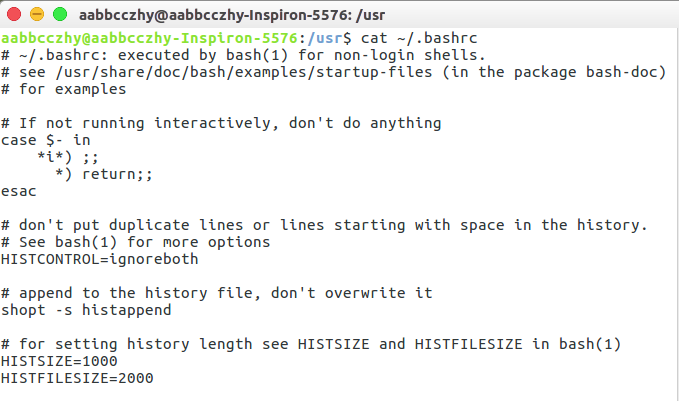 aabbcczhy@aabbcczhy-Inspiron-5576: /usr
aabbcczhy@aabbcczhy-Inspiron-5576:/usr$ cat ~/.bashrc
# ~/.bashrc: executed by bash(1) for non-login shells.
# see /usr/share/doc/bash/examples/startup-files (in the package bash-doc)
# for examples

# If not running interactively, don't do anything
case $- in
    *i*) ;;
      *) return;;
esac

# don't put duplicate lines or lines starting with space in the history.
# See bash(1) for more options
HISTCONTROL=ignoreboth

# append to the history file, don't overwrite it
shopt -s histappend

# for setting history length see HISTSIZE and HISTFILESIZE in bash(1)
HISTSIZE=1000
HISTFILESIZE=2000